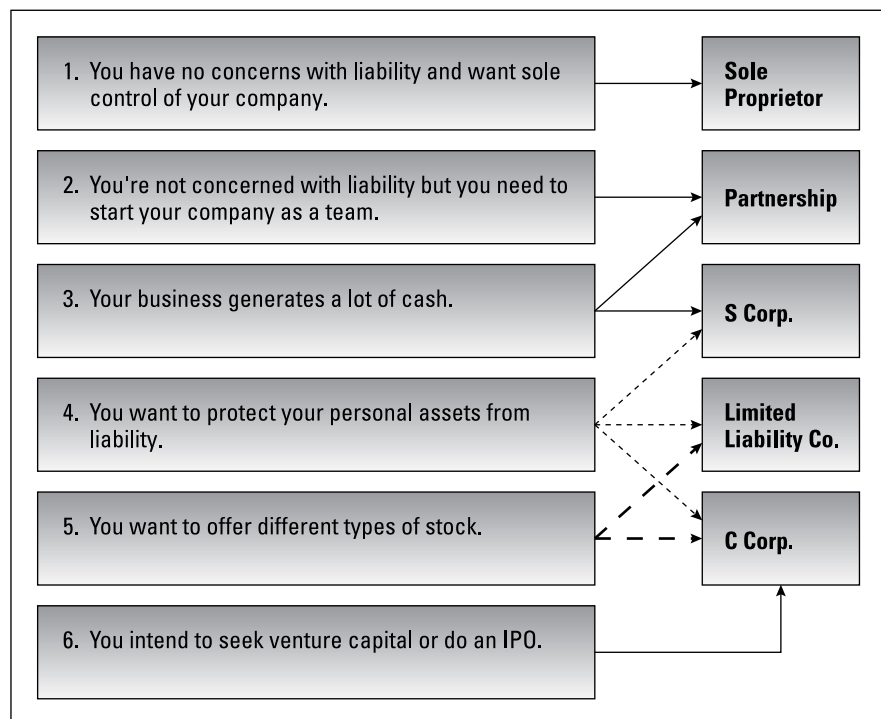 1. You have no concerns with liability and want sole
control of your company.
Sole
Proprietor
2. You're not concerned with liability but you need to
start your company as a team.
Partnership
3. Your business generates a lot of cash.
S Corp.
4. You want to protect your personal assets from
liability.
Limited
Liability Co.
5. You want to offer different types of stock.
C Corp.
6. You intend to seek venture capital or do an IPO.